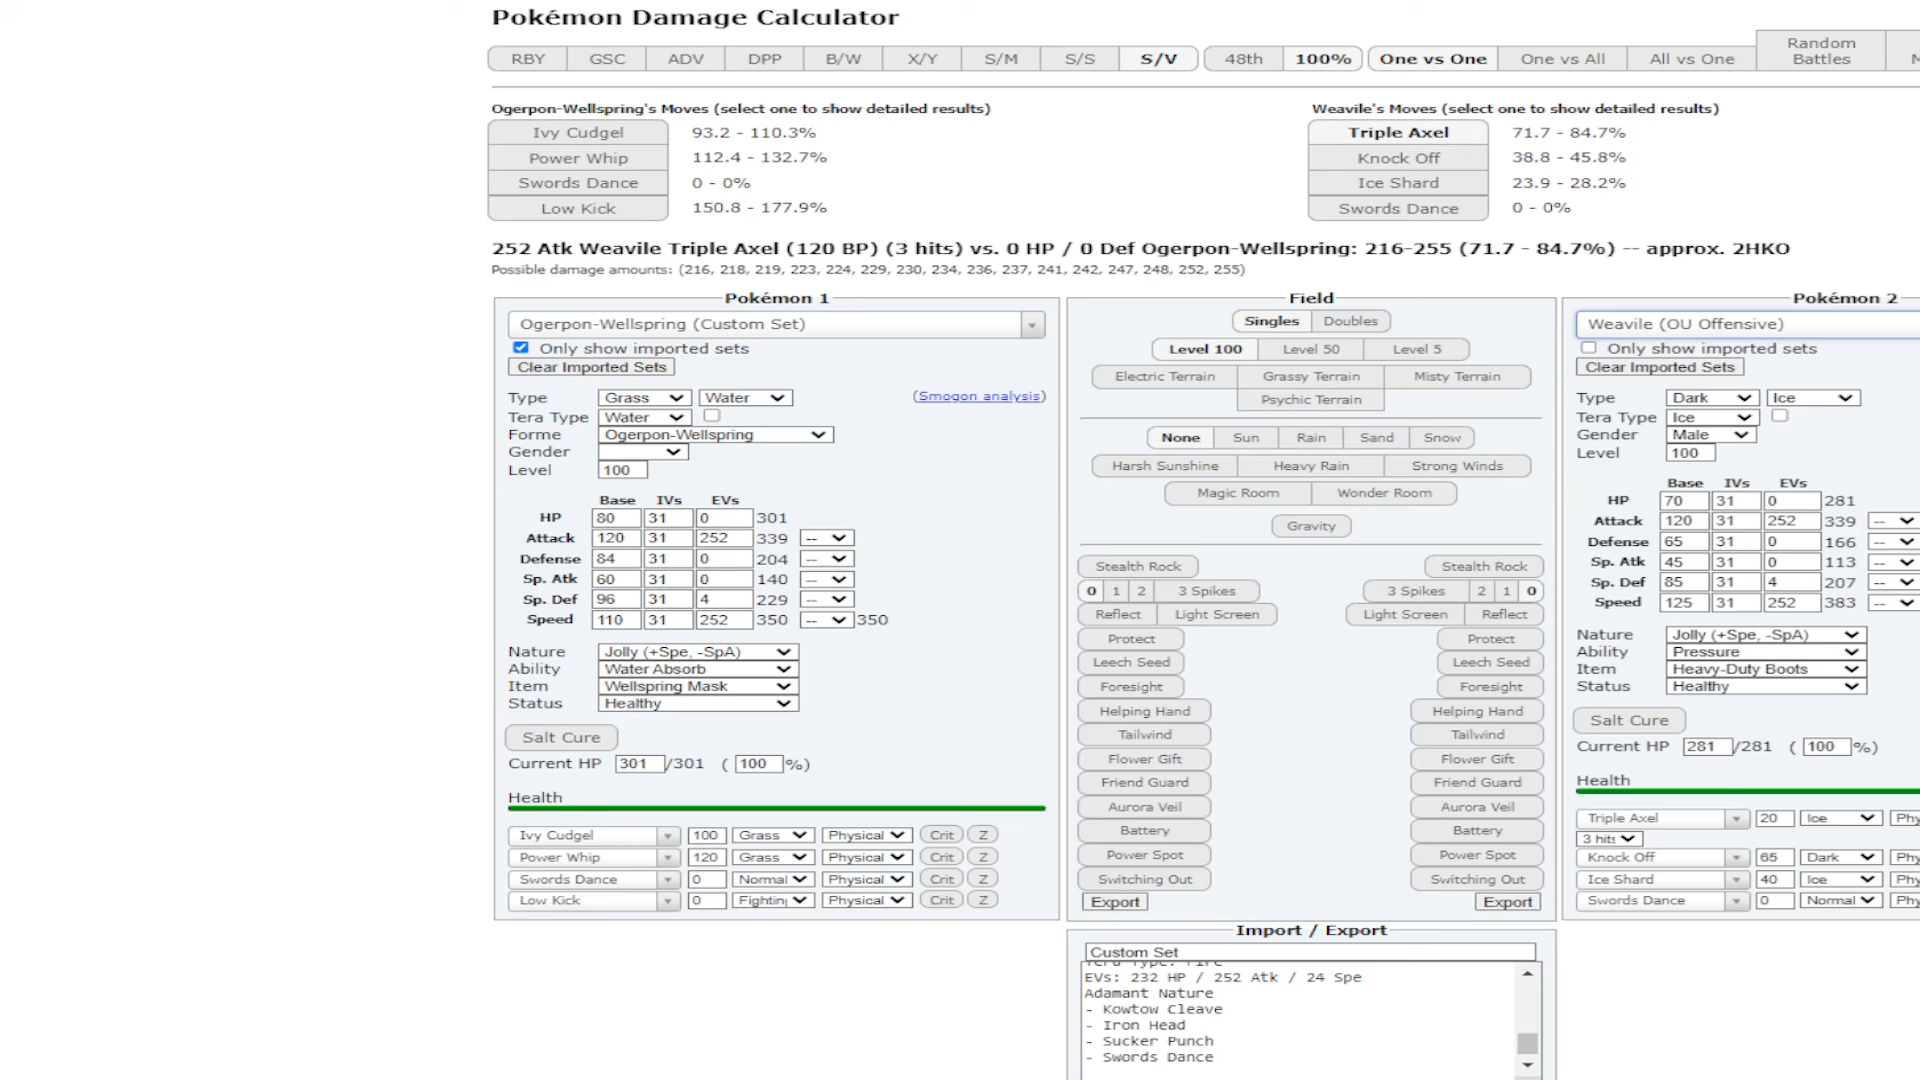 Pokémon Damage Calculator
RBY GSC ADV DPP B/W X/Y S/M S/S S/V 48th 100% One vs One One vs All All vs One Random Battles
Ogerpon-Wellspring's Moves (select one to show detailed results)
Ivy Cudgel 93.2 - 110.3%
Power Whip 112.4 - 132.7%
Swords Dance 0 - 0%
Low Kick 150.8 - 177.9%
Weavile's Moves (select one to show detailed results)
Triple Axel 71.7 - 84.7%
Knock Off 38.8 - 45.8%
Ice Shard 23.9 - 28.2%
Swords Dance 0 - 0%
252 Atk Weavile Triple Axel (120 BP) (3 hits) vs. 0 HP / 0 Def Ogerpon-Wellspring: 216-255 (71.7 - 84.7%) -- approx. 2HKO
Possible damage amounts: (216, 218, 219, 223, 224, 229, 230, 234, 236, 237, 241, 242, 247, 248, 252, 255)
Pokémon 1
Ogerpon-Wellspring (Custom Set)
Only show imported sets
Clear Imported Sets
Type Grass Water (Smogon analysis)
Tera Type Water
Forme Ogerpon-Wellspring
Gender
Level 100
Base IVs EVs
HP 80 31 0 301
Attack 120 31 252 339 --
Defense 84 31 0 204 --
Sp. Atk 60 31 0 140 --
Sp. Def 96 31 4 229 --
Speed 110 31 252 350 -- 350
Nature Jolly (+Spe, -SpA)
Ability Water Absorb
Item Wellspring Mask
Status Healthy
Salt Cure
Current HP 301/301 ( 100 %)
Health
Ivy Cudgel 100 Grass Physical Crit Z
Power Whip 120 Grass Physical Crit Z
Swords Dance 0 Normal Physical Crit Z
Low Kick 0 Physical Crit Z
Field
Singles Doubles
Level 100 Level 50 Level 5
Electric Terrain Grassy Terrain Misty Terrain
Psychic Terrain
None Sun Rain Sand Snow
Harsh Sunshine Heavy Rain Strong Winds
Magic Room Wonder Room
Gravity
Stealth Rock Stealth Rock
0 1 2 3 Spikes 3 Spikes 2 1 0
Reflect Light Screen Light Screen Reflect
Protect Protect
Leech Seed Leech Seed
Foresight Foresight
Helping Hand Helping Hand
Tailwind Tailwind
Flower Gift Flower Gift
Friend Guard Friend Guard
Aurora Veil Aurora Veil
Battery Battery
Power Spot Power Spot
Switching Out Switching Out
Export Export
Pokémon 2
Weavile (OU Offensive)
Only show imported sets
Clear Imported Sets
Type Dark Ice
Tera Type Ice
Gender Male
Level 100
Base IVs EVs
HP 70 31 0 281
Attack 120 31 252 339 --
Defense 65 31 0 166 --
Sp. Atk 45 31 0 113 --
Sp. Def 85 31 4 207 --
Speed 125 31 252 383 --
Nature Jolly (+Spe, -SpA)
Ability Pressure
Item Heavy-Duty Boots
Status Healthy
Salt Cure
Current HP 281/281 ( 100 %)
Health
Triple Axel 20 Ice Phy
3 hits
Knock Off 65 Dark Phy
Ice Shard 40 Ice Phy
Swords Dance 0 Normal Phy
Import / Export
Custom Set
EVs: 232 HP / 252 Atk / 24 Spe
Adamant Nature
- Kowtow Cleave
- Iron Head
- Sucker Punch
- Swords Dance